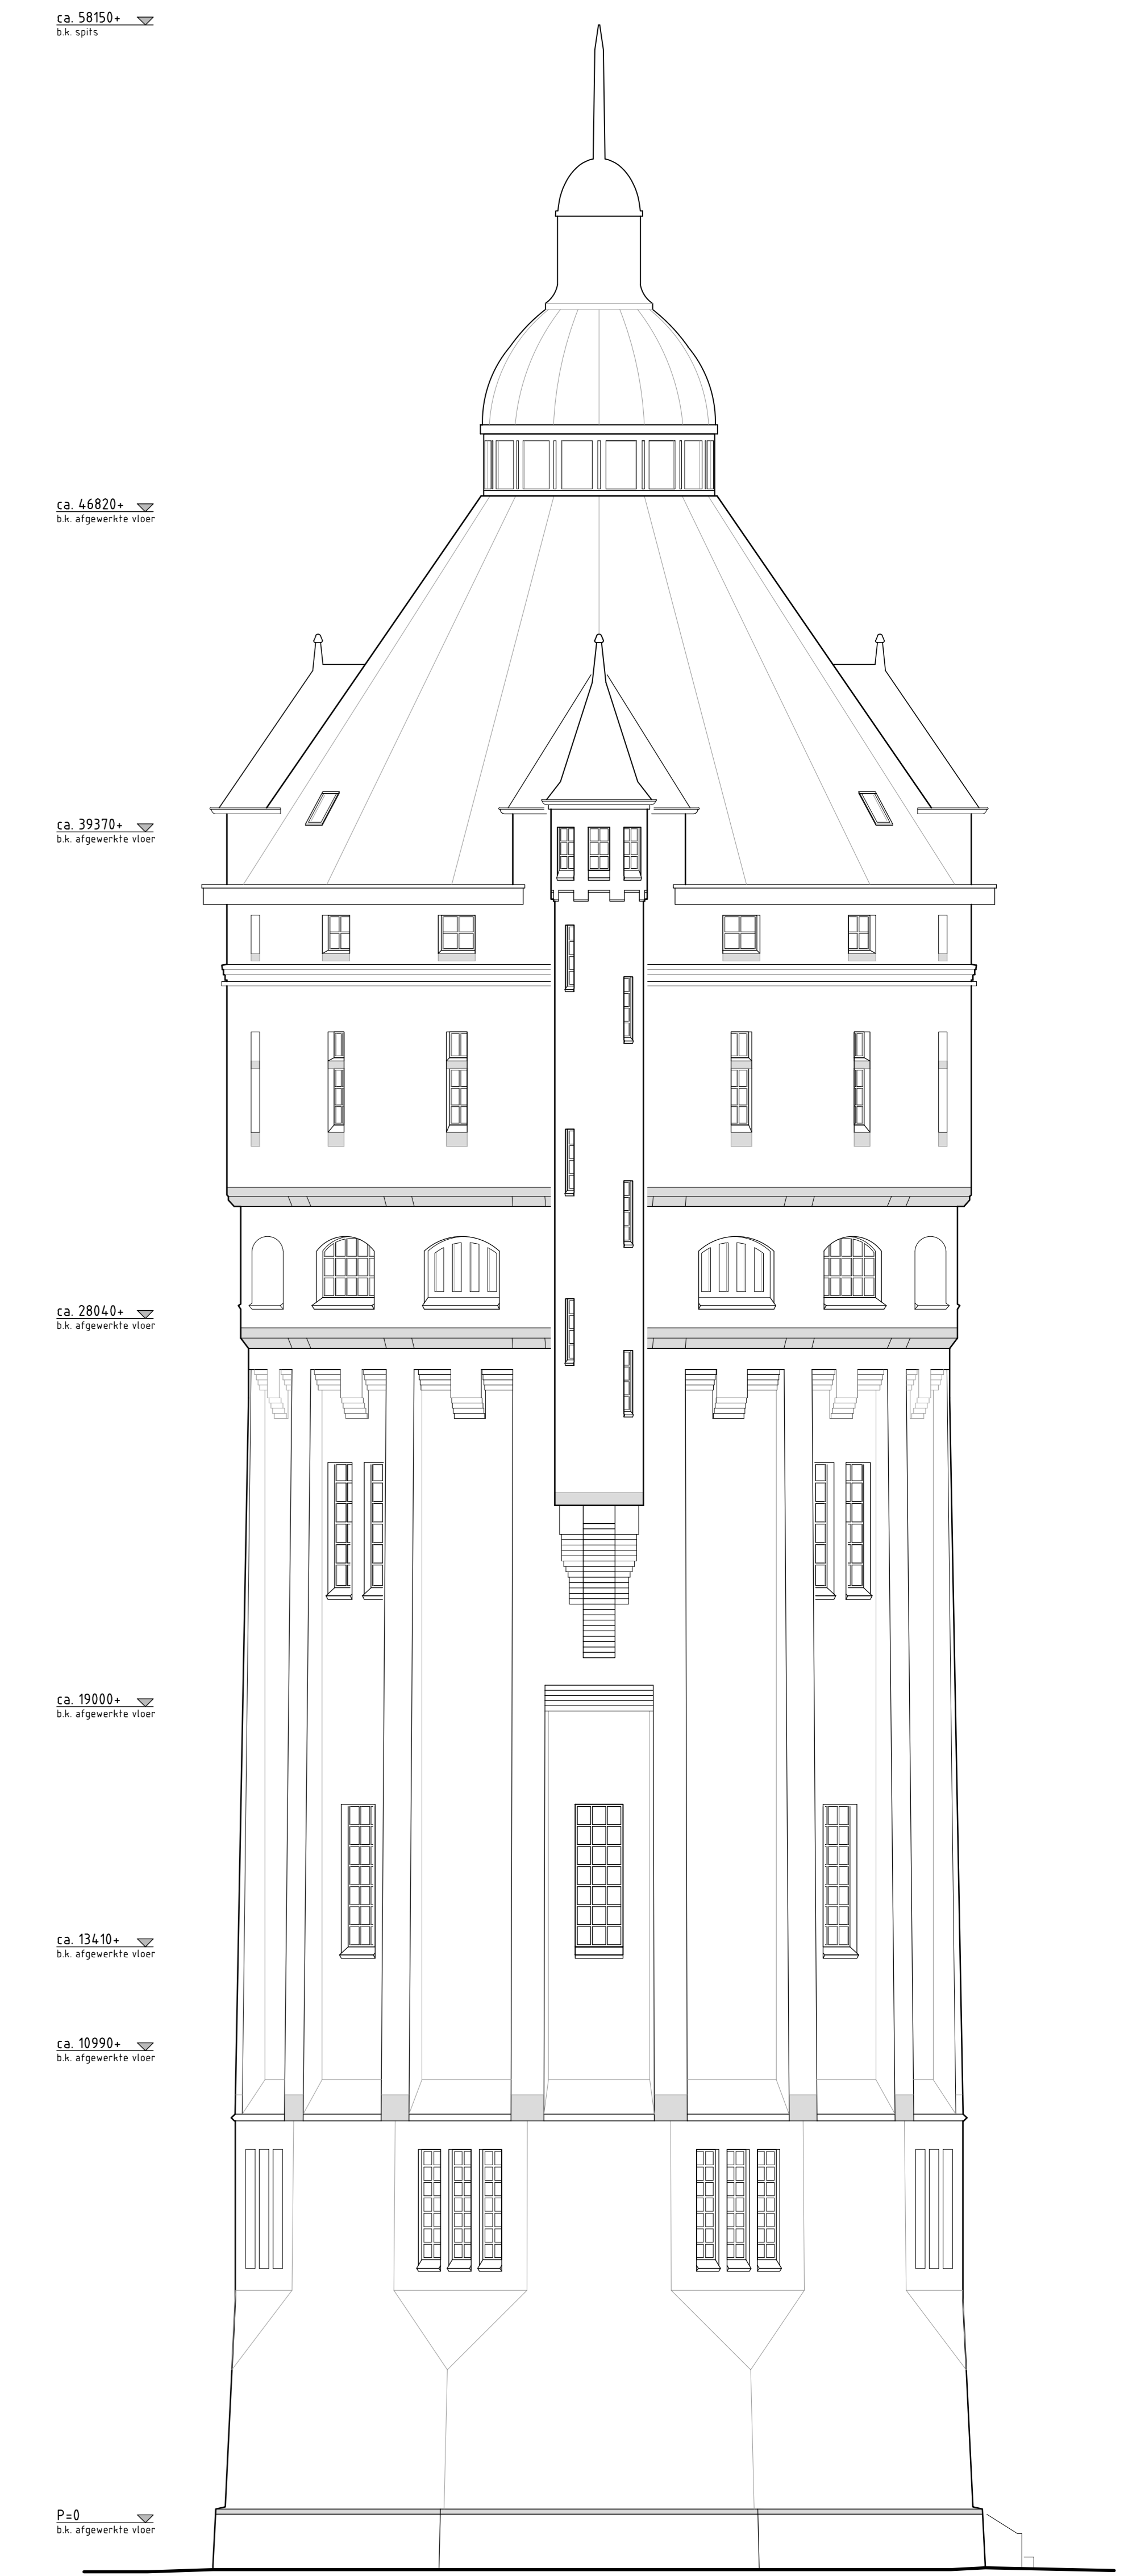 ca. 58150+
b.k. spits
ca. 46820+
b.k. afgewerkte vloer
ca. 39370+
b.k. afgewerkte vloer
ca. 28040+
b.k. afgewerkte vloer
ca. 19000+
b.k. afgewerkte vloer
ca. 13410+
b.k. afgewerkte vloer
ca. 10990+
b.k. afgewerkte vloer
P=0
b.k. afgewerkte vloer